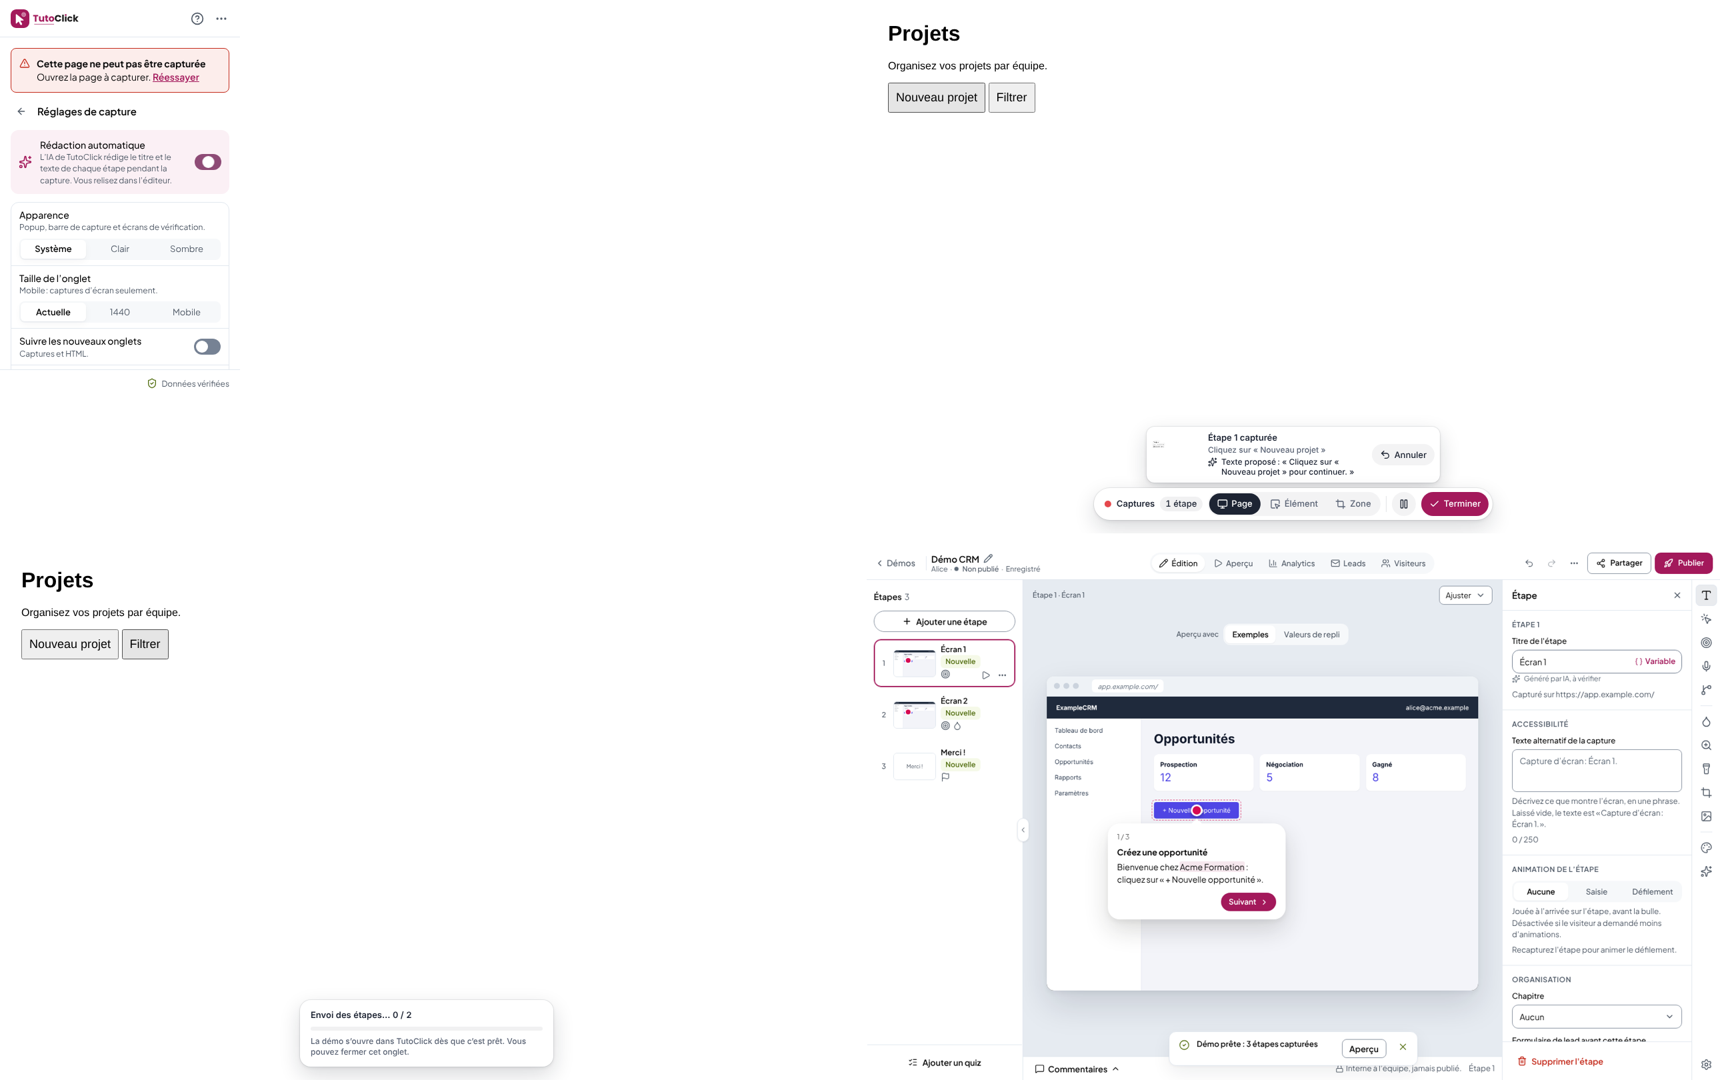 TutoClick
Cette page ne peut pas être capturée
Ouvrez la page à capturer. Réessayer
Réglages de capture
Rédaction automatique
L'IA de TutoClick rédige le titre et le
texte de chaque étape pendant la
capture. Vous relisez dans l'éditeur.
Apparence
Popup, barre de capture et écrans de vérification.
Système Clair Sombre
Taille de l'onglet
Mobile : captures d'écran seulement.
Actuelle 1440 Mobile
Suivre les nouveaux onglets
Captures et HTML.
Données vérifiées
Projets
Organisez vos projets par équipe.
Nouveau projet Filtrer
Étape 1 capturée
Cliquez sur « Nouveau projet »
Texte proposé : « Cliquez sur «
Nouveau projet » pour continuer. »
Annuler
Captures 1 étape Page Élément Zone Terminer
Projets
Organisez vos projets par équipe.
Nouveau projet Filtrer
Envoi des étapes... 0 / 2
La démo s'ouvre dans TutoClick dès que c'est prêt. Vous
pouvez fermer cet onglet.
Démos
Démo CRM
Alice · Non publié · Enregistré
Édition Aperçu Analytics Leads Visiteurs
Partager Publier
Étapes 3
Ajouter une étape
1 Écran 1
Nouvelle
2 Écran 2
Nouvelle
3 Merci !
Merci !
Nouvelle
Ajouter un quiz
Étape 1 · Écran 1
Ajuster
Aperçu avec Exemples Valeurs de repli
app.example.com/
ExampleCRM alice@acme.example
Tableau de bord
Contacts
Opportunités
Rapports
Paramètres
Opportunités
Prospection Négociation Gagné
12 5 8
1 / 3
Créez une opportunité
Bienvenue chez Acme Formation :
cliquez sur « + Nouvelle opportunité ».
Suivant
Démo prête : 3 étapes capturées
Aperçu
Commentaires
Interne à l'équipe, jamais publié. Étape 1
Étape
ÉTAPE 1
Titre de l'étape
Écran 1 { } Variable
Généré par IA, à vérifier
Capturé sur https://app.example.com/
ACCESSIBILITÉ
Texte alternatif de la capture
Capture d'écran : Écran 1.
Décrivez ce que montre l'écran, en une phrase.
Laissé vide, le texte est « Capture d'écran :
Écran 1. ».
0 / 250
ANIMATION DE L'ÉTAPE
Aucune Saisie Défilement
Jouée à l'arrivée sur l'étape, avant la bulle.
Désactivée si le visiteur a demandé moins
d'animations.
Recapturez l'étape pour animer le défilement.
ORGANISATION
Chapitre
Aucun
Formulaire de lead avant cette étape
Supprimer l'étape